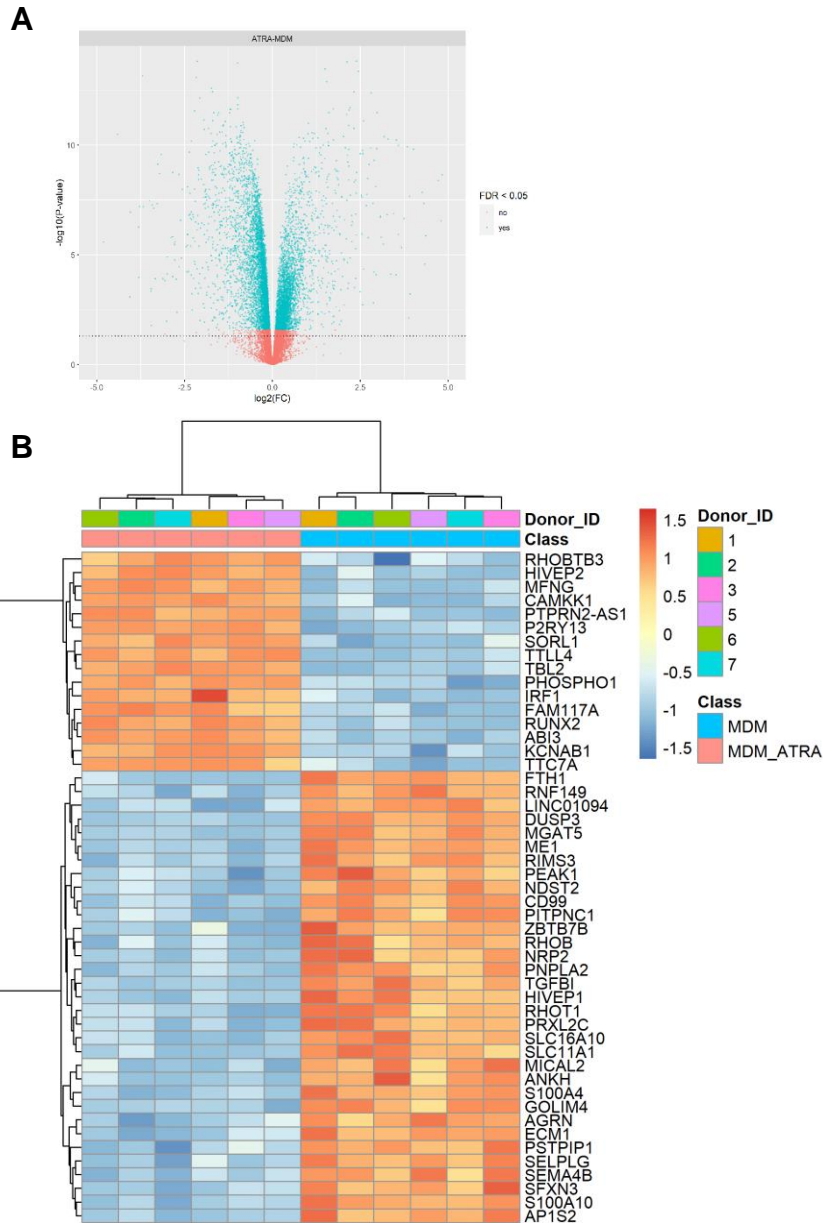 A
ATRA-MDM
10
5
0
-5.0
-2.5
0.0
2.5
5.0
-log10(P-value)
log2(FC)
FDR < 0.05
no
yes
B
Donor_ID
Class
RHOBTB3
HIVEP2
MFNG
CAMKK1
PTPRN2-AS1
P2RY13
SORL1
TTLL4
TBL2
PHOSPHO1
IRF1
FAM117A
RUNX2
ABI3
KCNAB1
TTC7A
FTH1
RNF149
LINC01094
DUSP3
MGAT5
ME1
RIMS3
PEAK1
NDST2
CD99
PITPNC1
ZBTB7B
RHOB
NRP2
PNPLA2
TGFBI
HIVEP1
RHOT1
PRXL2C
SLC16A10
SLC11A1
MICAL2
ANKH
S100A4
GOLIM4
AGRN
ECM1
PSTPIP1
SELPLG
SEMA4B
SFXN3
S100A10
AP1S2
1.5
1
0.5
0
-0.5
-1
-1.5
Donor_ID
1
2
3
5
6
7
Class
MDM
MDM_ATRA